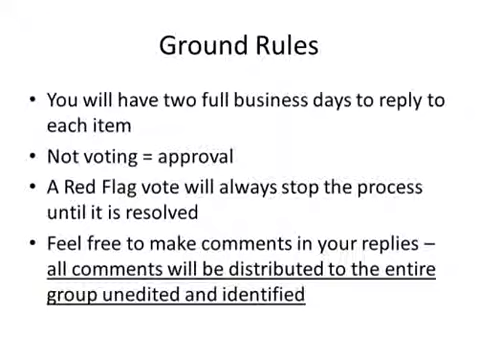 Ground Rules
• You will have two full business days to reply to
each item
• Not voting = approval
• A Red Flag vote will always stop the process
until it is resolved
• Feel free to make comments in your replies –
all comments will be distributed to the entire
group unedited and identified